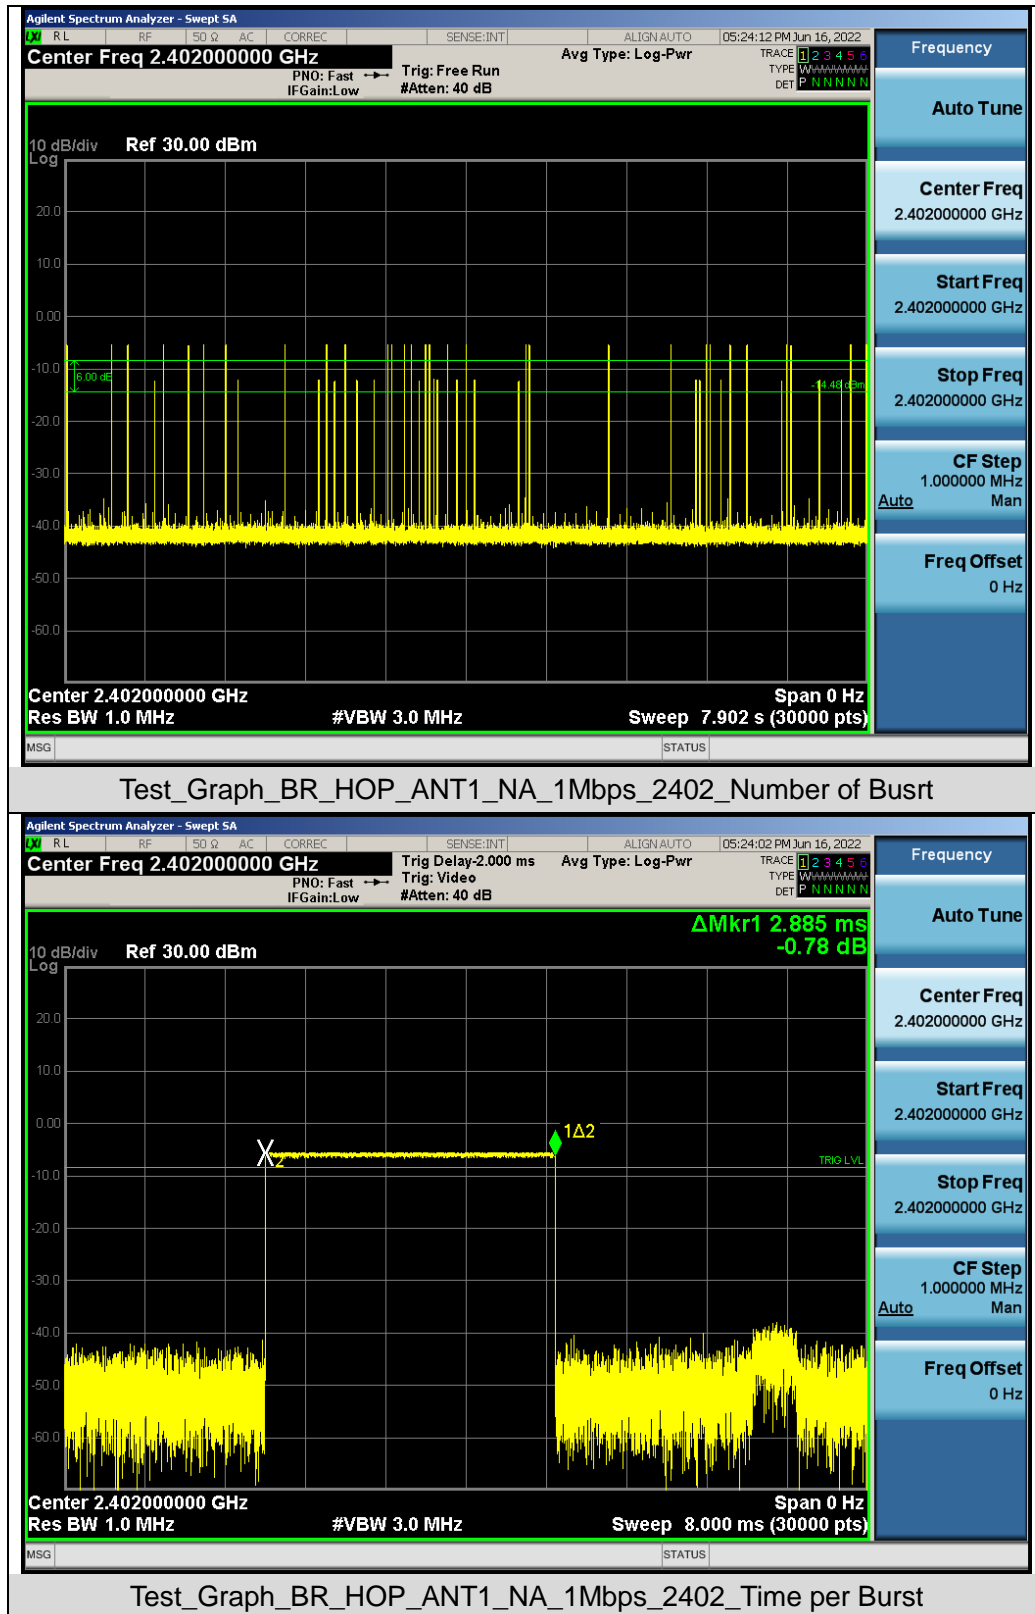 Agilent Spectrum Analyzer - Swept SA
LXI RL RF 50 Ω AC CORREC SENSE:INT ALIGN AUTO 05:24:12 PM Jun 16, 2022
Center Freq 2.402000000 GHz
PNO: Fast
IFGain:Low
Trig: Free Run
#Atten: 40 dB
Avg Type: Log-Pwr
TRACE 1 2 3 4 5 6
TYPE
DET P N N N N N
Frequency
Auto Tune
10 dB/div Ref 30.00 dBm
Log
20.0
10.0
0.00
-10.0
6.00 dB
-14.48 dBm
-20.0
-30.0
-40.0
-50.0
-60.0
Center Freq
2.402000000 GHz
Start Freq
2.402000000 GHz
Stop Freq
2.402000000 GHz
CF Step
1.000000 MHz
Auto Man
Freq Offset
0 Hz
Center 2.402000000 GHz Span 0 Hz
Res BW 1.0 MHz #VBW 3.0 MHz Sweep 7.902 s (30000 pts)
MSG STATUS
Test_Graph_BR_HOP_ANT1_NA_1Mbps_2402_Number of Busrt
Agilent Spectrum Analyzer - Swept SA
LXI RL RF 50 Ω AC CORREC SENSE:INT ALIGN AUTO 05:24:02 PM Jun 16, 2022
Center Freq 2.402000000 GHz
PNO: Fast
IFGain:Low
Trig Delay-2.000 ms
Trig: Video
#Atten: 40 dB
Avg Type: Log-Pwr
TRACE 1 2 3 4 5 6
TYPE
DET P N N N N N
Frequency
Auto Tune
ΔMkr1 2.885 ms
-0.78 dB
10 dB/div Ref 30.00 dBm
Log
20.0
10.0
0.00
1Δ2
2
TRIG LVL
-10.0
-20.0
-30.0
-40.0
-50.0
-60.0
Center Freq
2.402000000 GHz
Start Freq
2.402000000 GHz
Stop Freq
2.402000000 GHz
CF Step
1.000000 MHz
Auto Man
Freq Offset
0 Hz
Center 2.402000000 GHz Span 0 Hz
Res BW 1.0 MHz #VBW 3.0 MHz Sweep 8.000 ms (30000 pts)
MSG STATUS
Test_Graph_BR_HOP_ANT1_NA_1Mbps_2402_Time per Burst